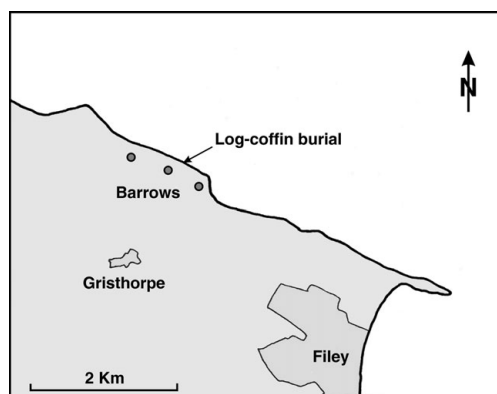 N
Log-coffin burial
Barrows
Gristhorpe
Filey
2 Km